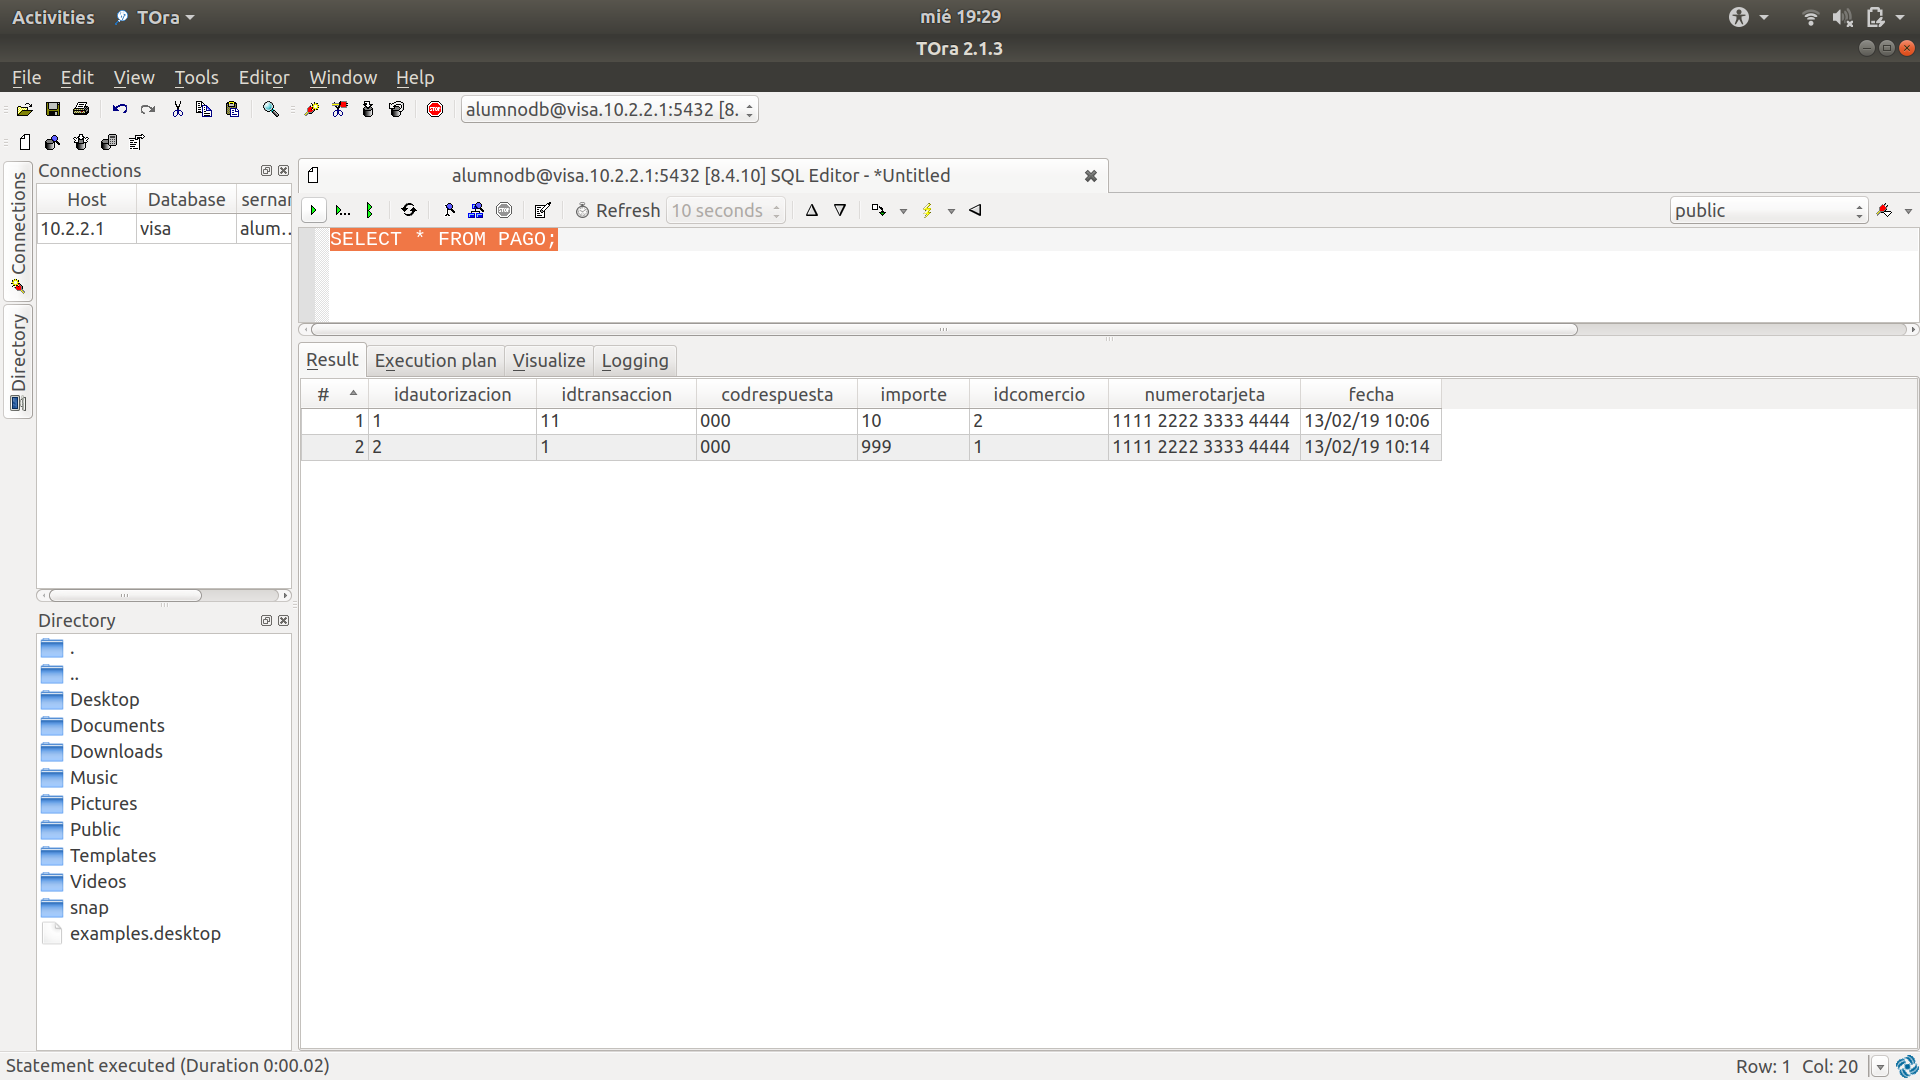 Activities TOra mié 19:29
TOra 2.1.3
File Edit View Tools Editor Window Help
alumnodb@visa.10.2.2.1:5432 [8.
Connections
Directory
Connections
Host Database sernar
10.2.2.1 visa alum..
Directory
.
..
Desktop
Documents
Downloads
Music
Pictures
Public
Templates
Videos
snap
examples.desktop
alumnodb@visa.10.2.2.1:5432 [8.4.10] SQL Editor - *Untitled
Refresh 10 seconds public
SELECT * FROM PAGO;
Result Execution plan Visualize Logging
# idautorizacion idtransaccion codrespuesta importe idcomercio numerotarjeta fecha
1 1 11 000 10 2 1111 2222 3333 4444 13/02/19 10:06
2 2 1 000 999 1 1111 2222 3333 4444 13/02/19 10:14
Statement executed (Duration 0:00.02) Row: 1 Col: 20